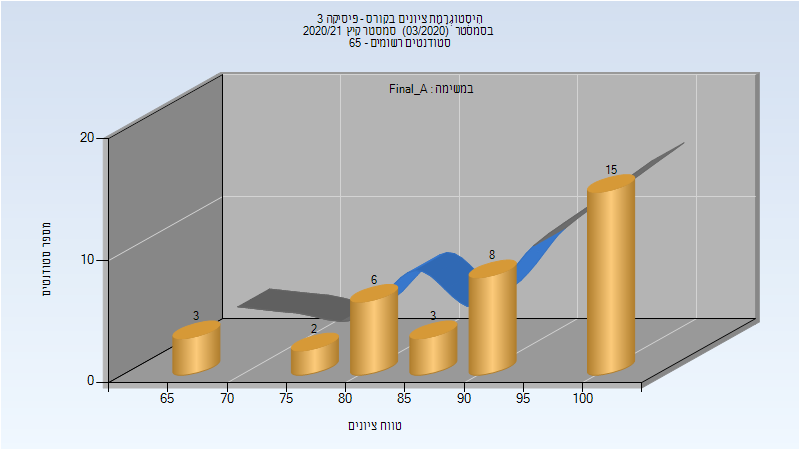 היסטוגרמת ציונים בקורס - פיסיקה 3
בסמסטר (03/2020) סמסטר קיץ 2020/21
סטודנטים רשומים - 65
במשימה : Final_A
מספר סטודנטים
20
10
0
3
2
6
3
8
15
65
70
75
80
85
90
95
100
טווח ציונים